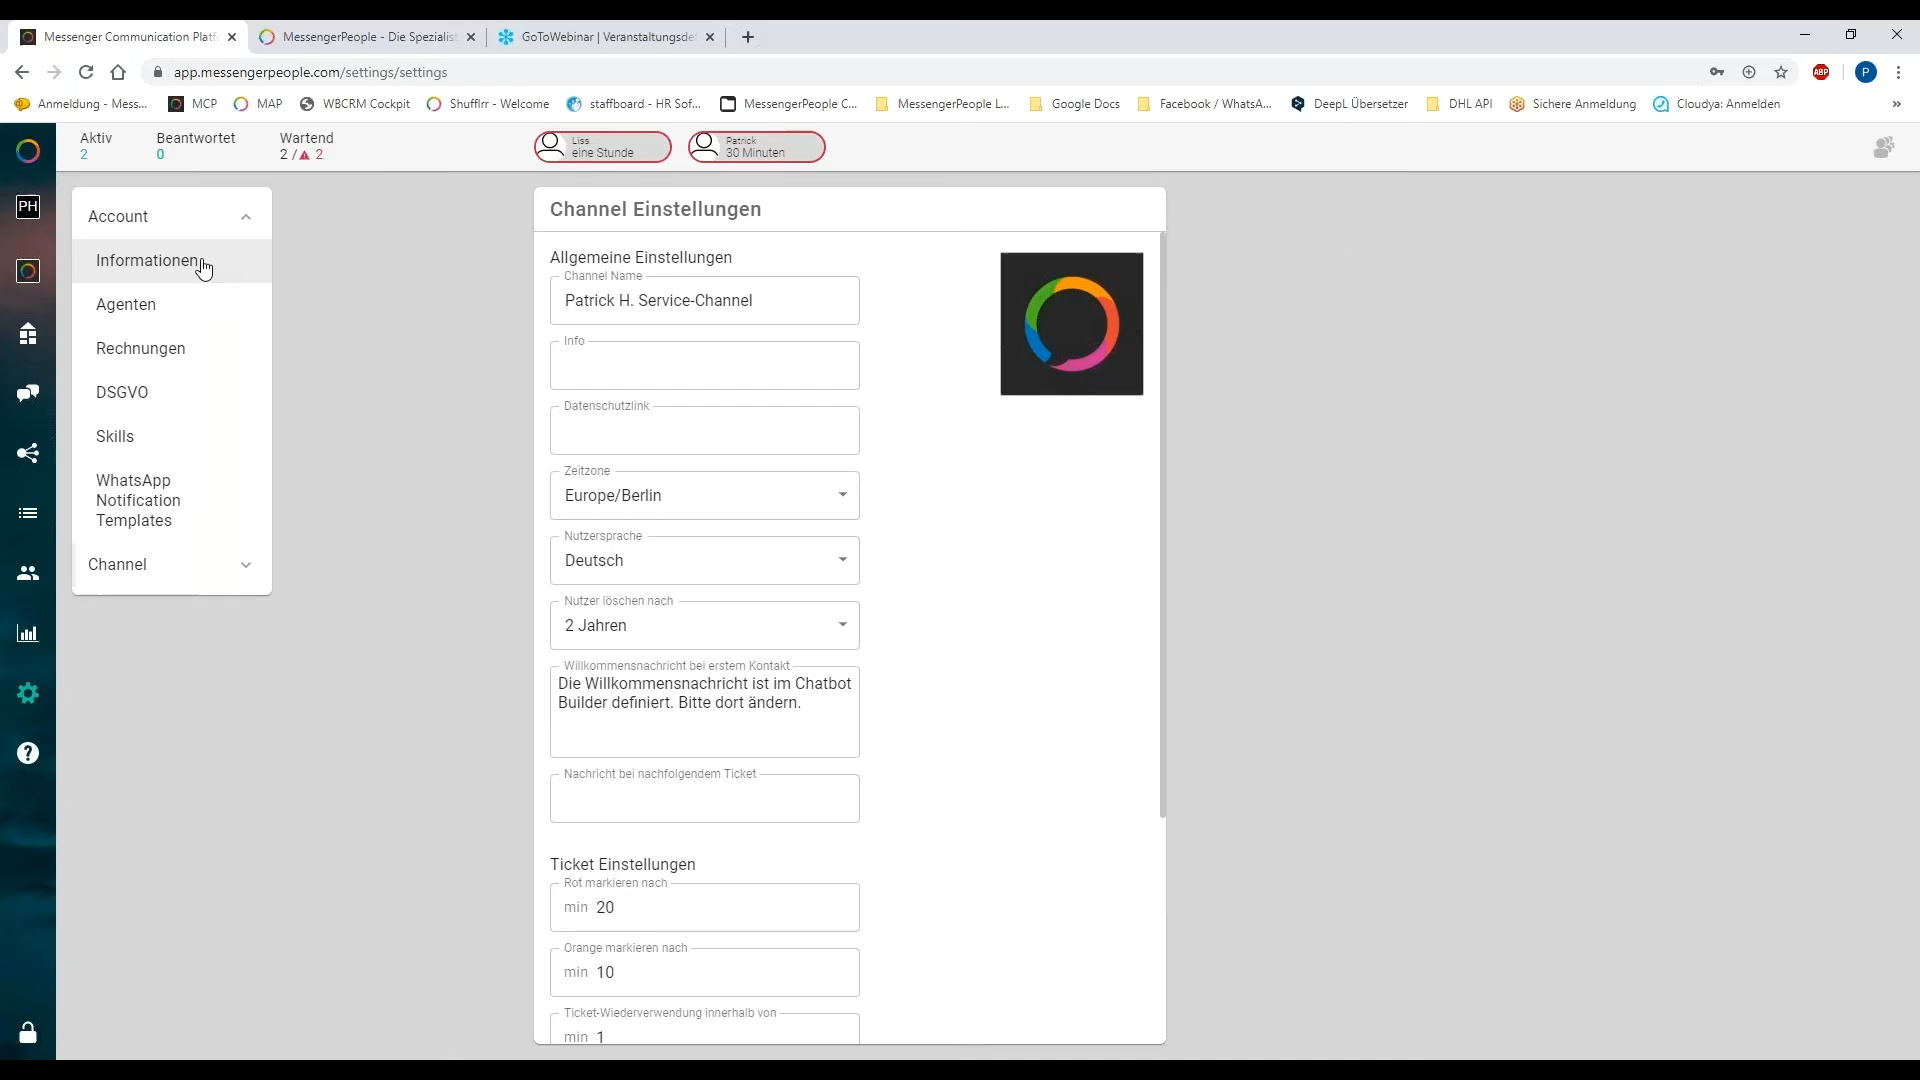 Messenger Communication Platf
MessengerPeople - Die Spezialist
GoToWebinar | Veranstaltungsde
app.messengerpeople.com/settings/settings
ABP
P
Anmeldung - Mess...
MCP
MAP
WBCRM Cockpit
Shufflrr - Welcome
staffboard - HR Sof...
MessengerPeople C...
MessengerPeople L...
Google Docs
Facebook / WhatsA...
DeepL Übersetzer
DHL API
Sichere Anmeldung
Cloudya: Anmelden
»
Aktiv
2
Beantwortet
0
Wartend
2 / 2
Liss
eine Stunde
Patrick
30 Minuten
PH
Account
Informationen
Agenten
Rechnungen
DSGVO
Skills
WhatsApp
Notification
Templates
Channel
Channel Einstellungen
Allgemeine Einstellungen
Channel Name
Patrick H. Service-Channel
Info
Datenschutzlink
Zeitzone
Europe/Berlin
Nutzersprache
Deutsch
Nutzer löschen nach
2 Jahren
Willkommensnachricht bei erstem Kontakt
Die Willkommensnachricht ist im Chatbot
Builder definiert. Bitte dort ändern.
Nachricht bei nachfolgendem Ticket
Ticket Einstellungen
Rot markieren nach
min 20
Orange markieren nach
min 10
Ticket-Wiederverwendung innerhalb von
min 1